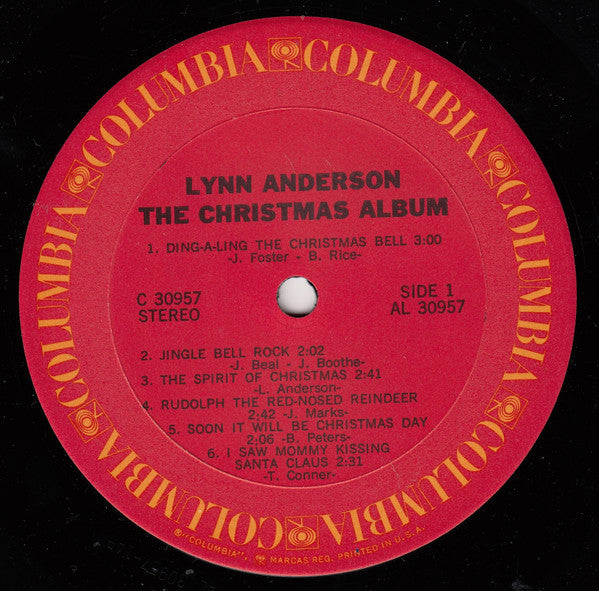 COLUMBIA COLUMBIA COLUMBIA COLUMBIA COLUMBIA COLUMBIA
LYNN ANDERSON
THE CHRISTMAS ALBUM
1. DING-A-LING THE CHRISTMAS BELL 3:00
-J. Foster - B. Rice-
C 30957
STEREO
SIDE 1
AL 30957
2. JINGLE BELL ROCK 2:02
-J. Beal - J. Boothe-
3. THE SPIRIT OF CHRISTMAS 2:41
-L. Anderson-
4. RUDOLPH THE RED-NOSED REINDEER
2:42 -J. Marks-
5. SOON IT WILL BE CHRISTMAS DAY
2:06 -B. Peters-
6. I SAW MOMMY KISSING
SANTA CLAUS 2:31
-T. Conner-
®"COLUMBIA", MARCAS REG. PRINTED IN U.S.A.